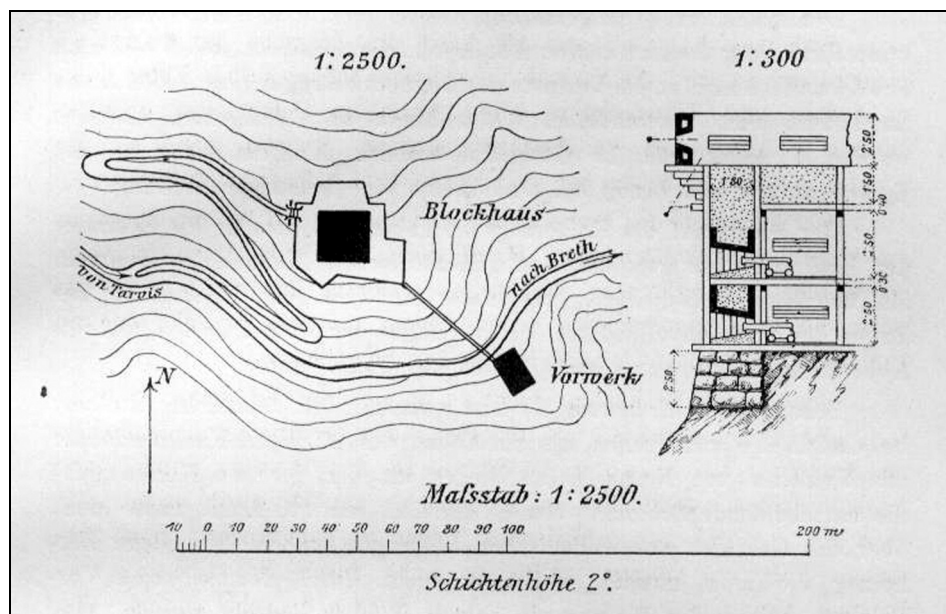 1:2500.
1:300
Blockhaus
von Tarvis
nach Breth
Vorwerk
N
2·50
1·50
1·50
0·40
2·50
0·35
2·50
2·50
Maſsstab: 1:2500.
10 0 10 20 30 40 50 60 70 80 90 100 200 m
Schichtenhöhe 2°.